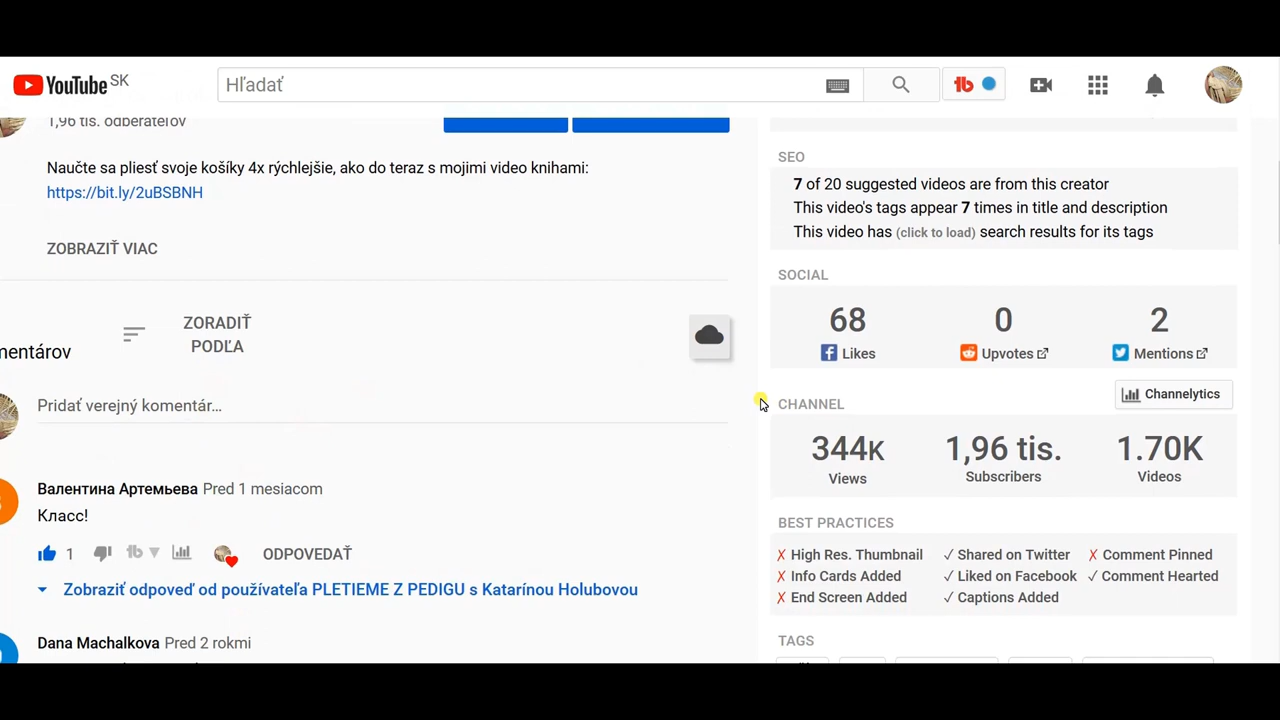 YouTube SK
Hľadať
1,96 tis. odberateľov
Naučte sa pliesť svoje košíky 4x rýchlejšie, ako do teraz s mojimi video knihami:
https://bit.ly/2uBSBNH
ZOBRAZIŤ VIAC
mentárov
ZORADIŤ
PODĽA
Pridať verejný komentár...
Валентина Артемьева Pred 1 mesiacom
Класс!
1
ODPOVEDAŤ
Zobraziť odpoveď od používateľa PLETIEME Z PEDIGU s Katarínou Holubovou
Dana Machalkova Pred 2 rokmi
SEO
7 of 20 suggested videos are from this creator
This video's tags appear 7 times in title and description
This video has (click to load) search results for its tags
SOCIAL
68 0 2
Likes Upvotes Mentions
CHANNEL Channelytics
344K 1,96 tis. 1.70K
Views Subscribers Videos
BEST PRACTICES
X High Res. Thumbnail ✓ Shared on Twitter X Comment Pinned
X Info Cards Added ✓ Liked on Facebook ✓ Comment Hearted
X End Screen Added ✓ Captions Added
TAGS